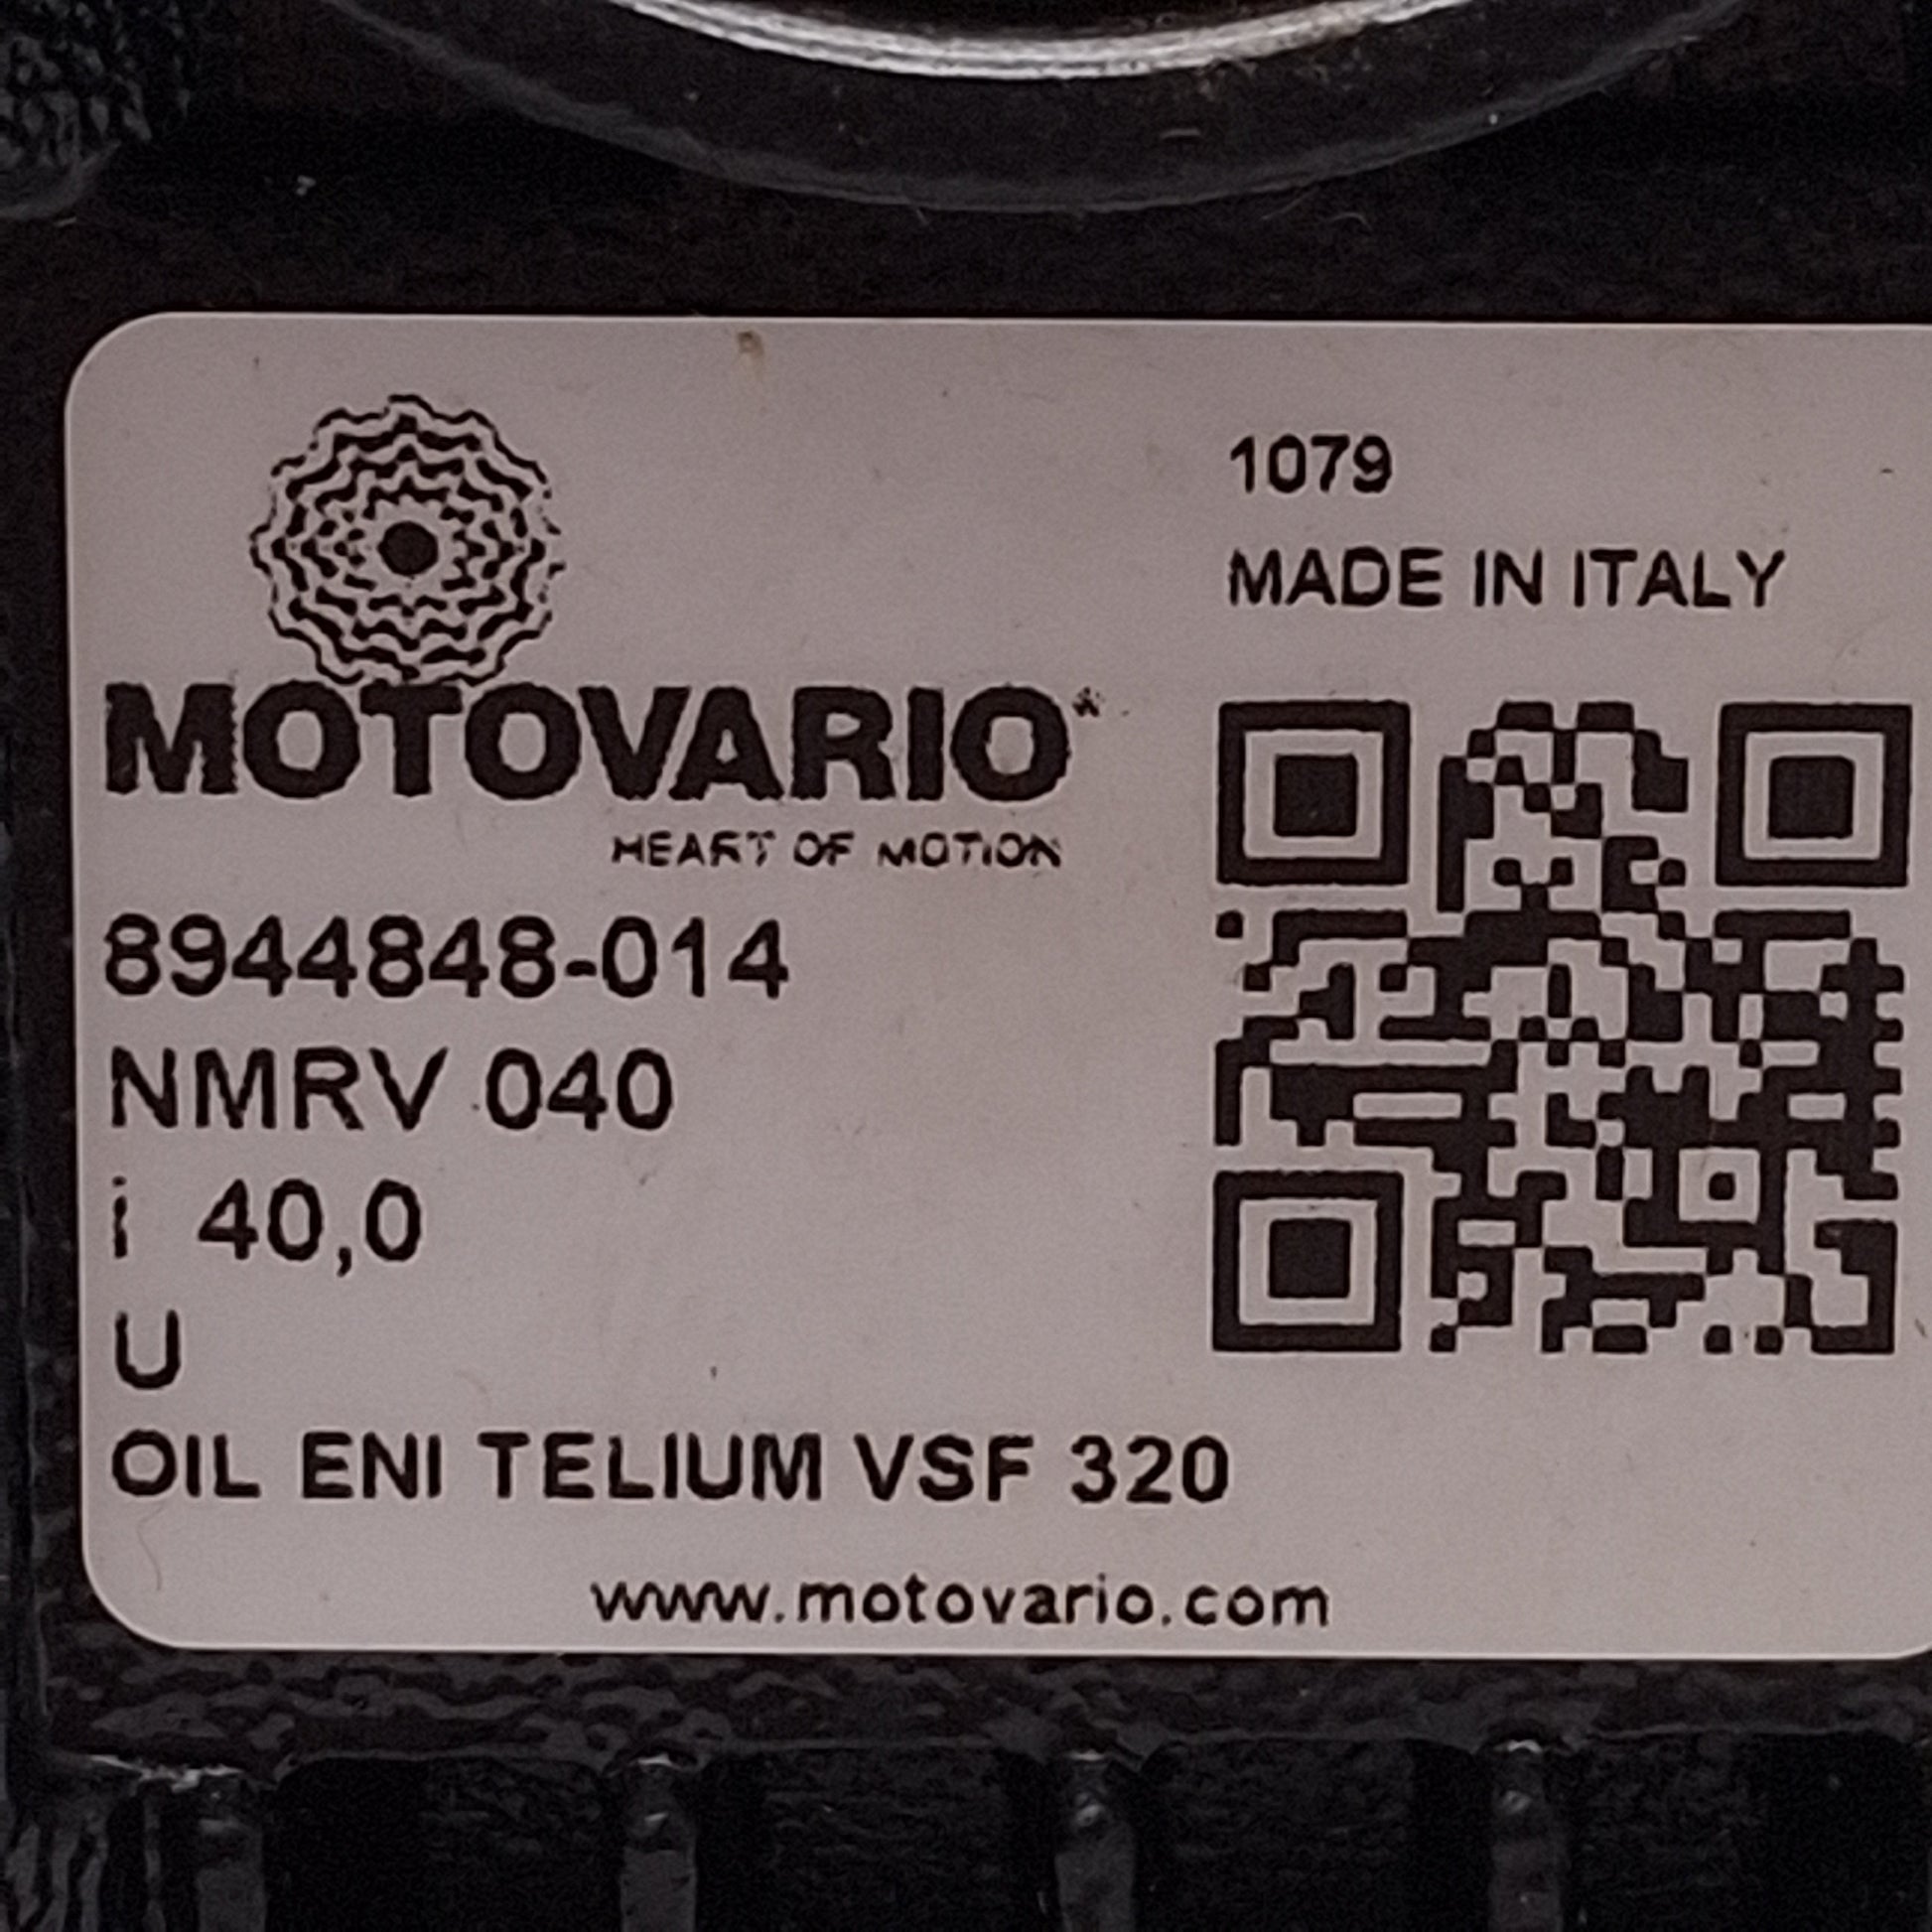 1079
MADE IN ITALY
MOTOVARIO
HEART OF MOTION
8944848-014
NMRV 040
i 40,0
U
OIL ENI TELIUM VSF 320
www.motovario.com